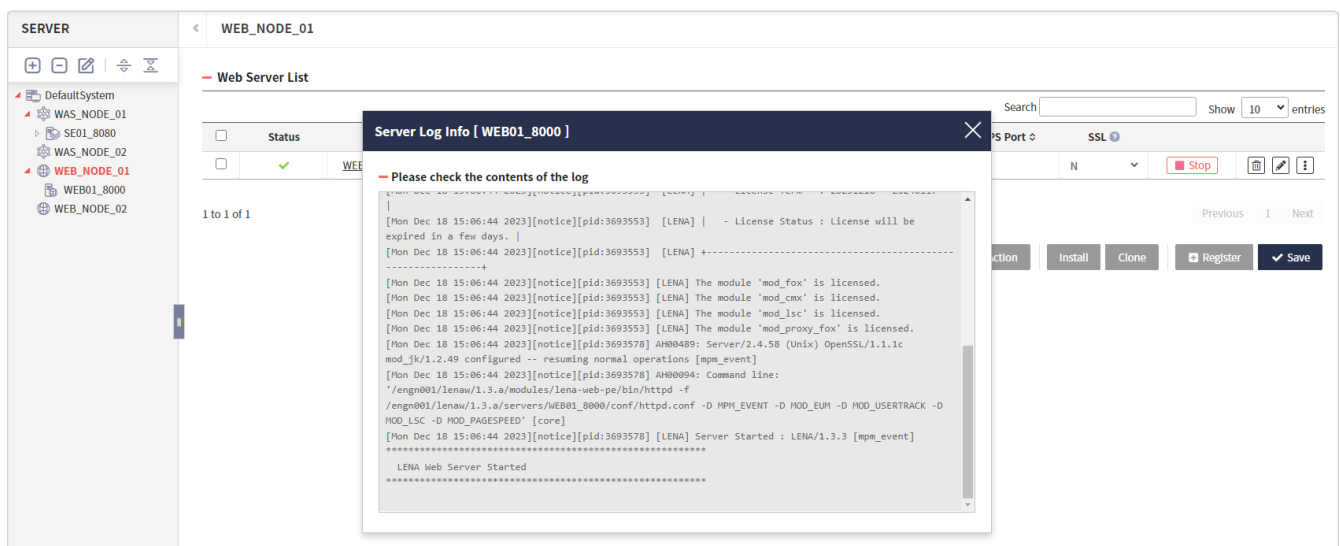 SERVER
WEB_NODE_01
DefaultSystem
WAS_NODE_01
SE01_8080
WAS_NODE_02
WEB_NODE_01
WEB01_8000
WEB_NODE_02
Web Server List
Search
Show 10 entries
Status
PS Port
SSL
WEB
N
Stop
1 to 1 of 1
Previous 1 Next
ction
Install
Clone
Register
Save
Server Log Info [ WEB01_8000 ]
Please check the contents of the log
|
[Mon Dec 18 15:06:44 2023][notice][pid:3693553] [LENA] | - License Status : License will be
expired in a few days. |
[Mon Dec 18 15:06:44 2023][notice][pid:3693553] [LENA] +--------------------------------------------
-----------------+
[Mon Dec 18 15:06:44 2023][notice][pid:3693553] [LENA] The module 'mod_fox' is licensed.
[Mon Dec 18 15:06:44 2023][notice][pid:3693553] [LENA] The module 'mod_cmx' is licensed.
[Mon Dec 18 15:06:44 2023][notice][pid:3693553] [LENA] The module 'mod_lsc' is licensed.
[Mon Dec 18 15:06:44 2023][notice][pid:3693553] [LENA] The module 'mod_proxy_fox' is licensed.
[Mon Dec 18 15:06:44 2023][notice][pid:3693578] AH00489: Server/2.4.58 (Unix) OpenSSL/1.1.1c
mod_jk/1.2.49 configured -- resuming normal operations [mpm_event]
[Mon Dec 18 15:06:44 2023][notice][pid:3693578] AH00094: Command line:
'/engn001/lenaw/1.3.a/modules/lena-web-pe/bin/httpd -f
/engn001/lenaw/1.3.a/servers/WEB01_8000/conf/httpd.conf -D MPM_EVENT -D MOD_EUM -D MOD_USERTRACK -D
MOD_LSC -D MOD_PAGESPEED' [core]
[Mon Dec 18 15:06:44 2023][notice][pid:3693578] [LENA] Server Started : LENA/1.3.3 [mpm_event]
*********************************************************
LENA Web Server Started
*********************************************************